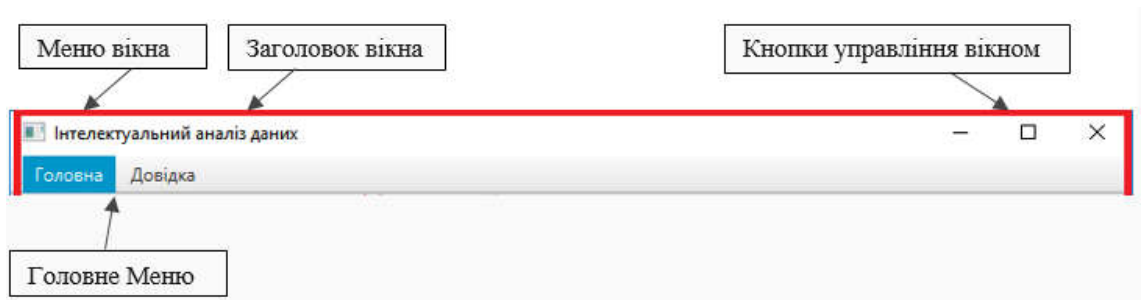 Меню вікна
Заголовок вікна
Кнопки управління вікном
Інтелектуальний аналіз даних
Головна Довідка
Головне Меню